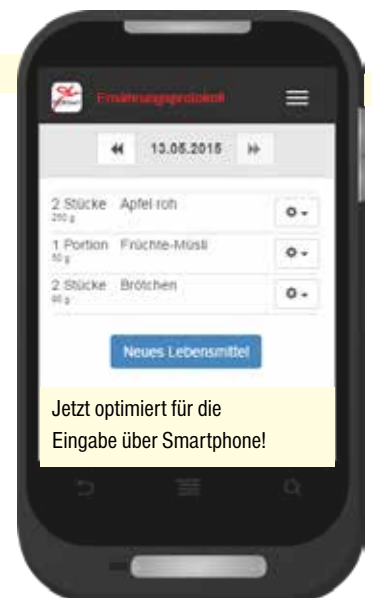 Ernährungsprotokoll
13.05.2015
2 Stücke Apfel roh
250 g
1 Portion Früchte-Müsli
50 g
2 Stücke Brötchen
Neues Lebensmittel
Jetzt optimiert für die
Eingabe über Smartphone!